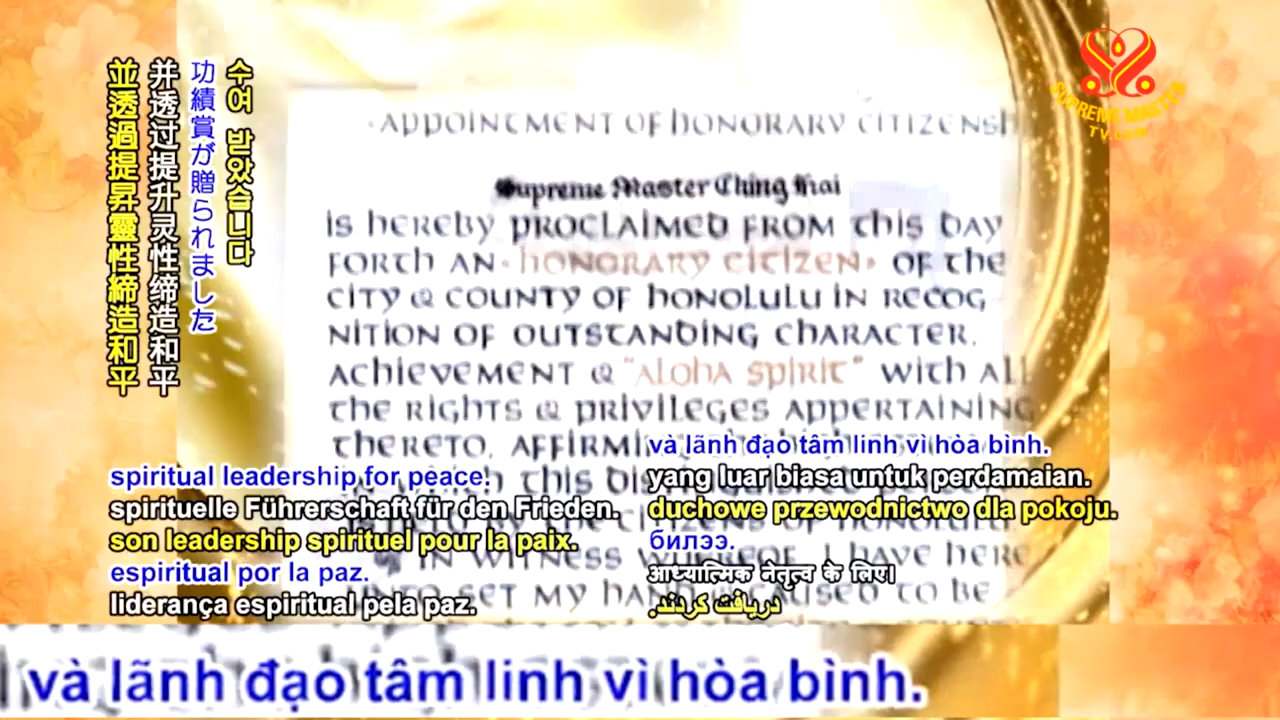 수여 받았습니다
功績賞が贈られました
并透过提升灵性缔造和平
並透過提昇靈性締造和平
SUPREME MASTER
TV.com
APPOINTMENT OF HONORARY CITIZENSH
Supreme Master Ching Hai
IS HEREBY PROCLAIMED FROM THIS DAY
FORTH AN · HONORARY CITIZEN · OF THE
CITY & COUNTY OF HONOLULU IN RECOG
NITION OF OUTSTANDING CHARACTER,
ACHIEVEMENT & "ALOHA SPIRIT" WITH ALL
THE RIGHTS & PRIVILEGES APPERTAINING
THERETO, AFFIRMI
THIS
CITIZENS OF HONOLULU
IN WITNESS WHEREOF, I HAVE HERE
SET MY HAND CAUSED TO BE
spiritual leadership for peace.
spirituelle Führerschaft für den Frieden.
son leadership spirituel pour la paix.
espiritual por la paz.
liderança espiritual pela paz.
và lãnh đạo tâm linh vì hòa bình.
yang luar biasa untuk perdamaian.
duchowe przewodnictwo dla pokoju.
билээ.
आध्यात्मिक नेतृत्व के लिए।
دریافت کردند.
và lãnh đạo tâm linh vì hòa bình.